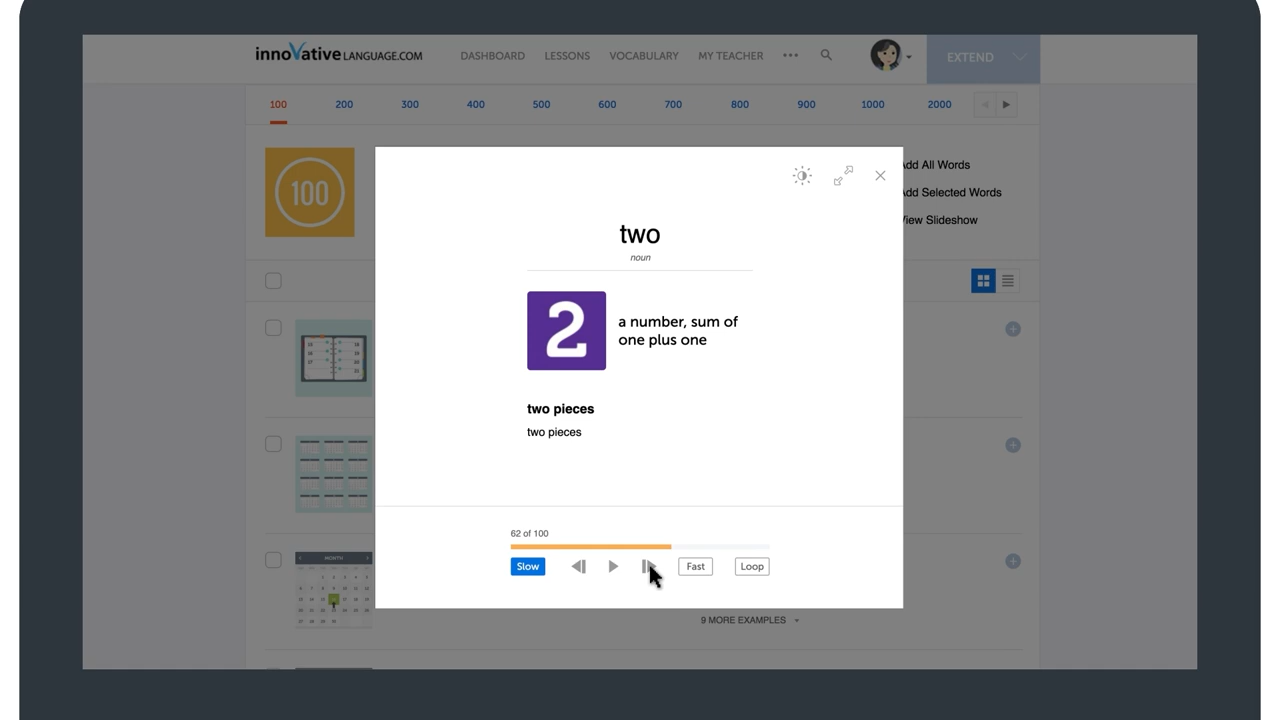 innoVative LANGUAGE.COM DASHBOARD LESSONS VOCABULARY MY TEACHER EXTEND
100 200 300 400 500 600 700 800 900 1000 2000
100
dd All Words
dd Selected Words
View Slideshow
two
noun
2
a number, sum of
one plus one
two pieces
two pieces
62 of 100
Slow Fast Loop
MONTH
9 MORE EXAMPLES